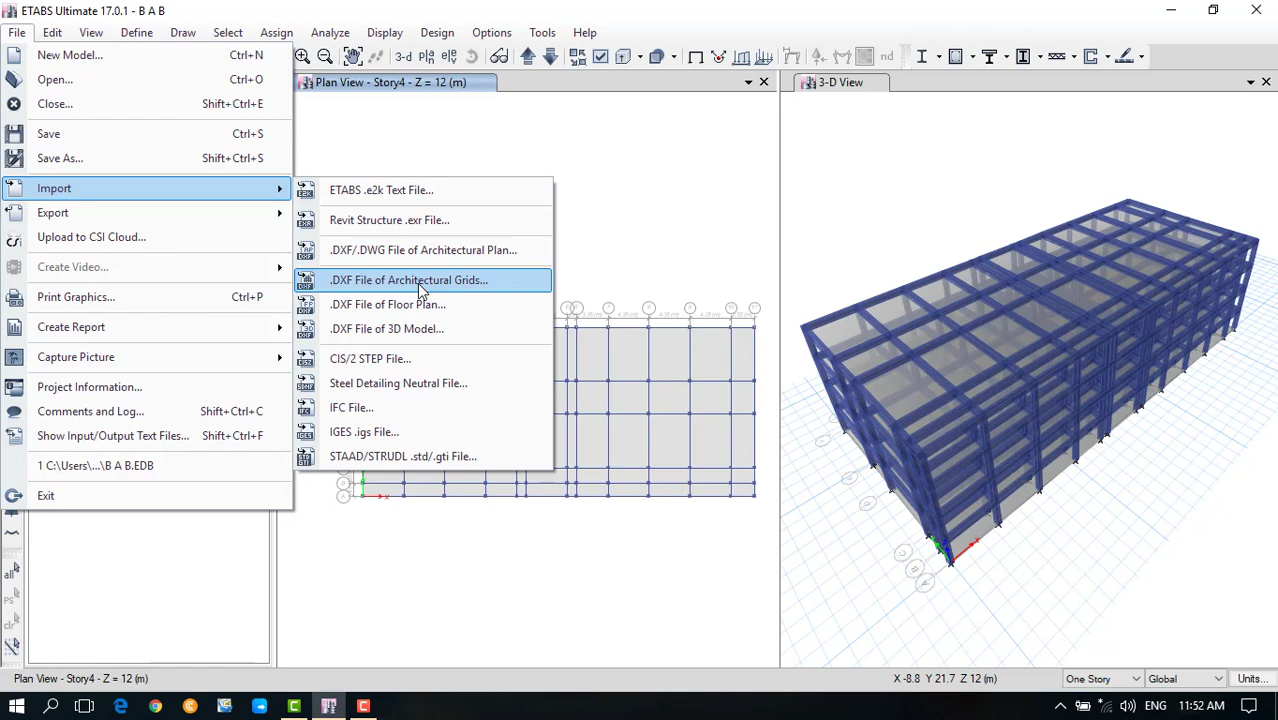 ETABS Ultimate 17.0.1 - B A B
File Edit View Define Draw Select Assign Analyze Display Design Options Tools Help
New Model... Ctrl+N
Open... Ctrl+O
Close... Shift+Ctrl+E
Save Ctrl+S
Save As... Shift+Ctrl+S
Import
Export
Upload to CSI Cloud...
Create Video...
Print Graphics... Ctrl+P
Create Report
Capture Picture
Project Information...
Comments and Log... Shift+Ctrl+C
Show Input/Output Text Files... Shift+Ctrl+F
1 C:\Users\...\B A B.EDB
Exit
ETABS .e2k Text File...
Revit Structure .exr File...
.DXF/.DWG File of Architectural Plan...
.DXF File of Architectural Grids...
.DXF File of Floor Plan...
.DXF File of 3D Model...
CIS/2 STEP File...
Steel Detailing Neutral File...
IFC File...
IGES .igs File...
STAAD/STRUDL .std/.gti File...
3-d
nd
Plan View - Story4 - Z = 12 (m)
3-D View
B
A
X
C
B
A
X
all
PS
clr
Plan View - Story4 - Z = 12 (m)
X -8.8 Y 21.7 Z 12 (m)
One Story
Global
Units...
ENG
11:52 AM